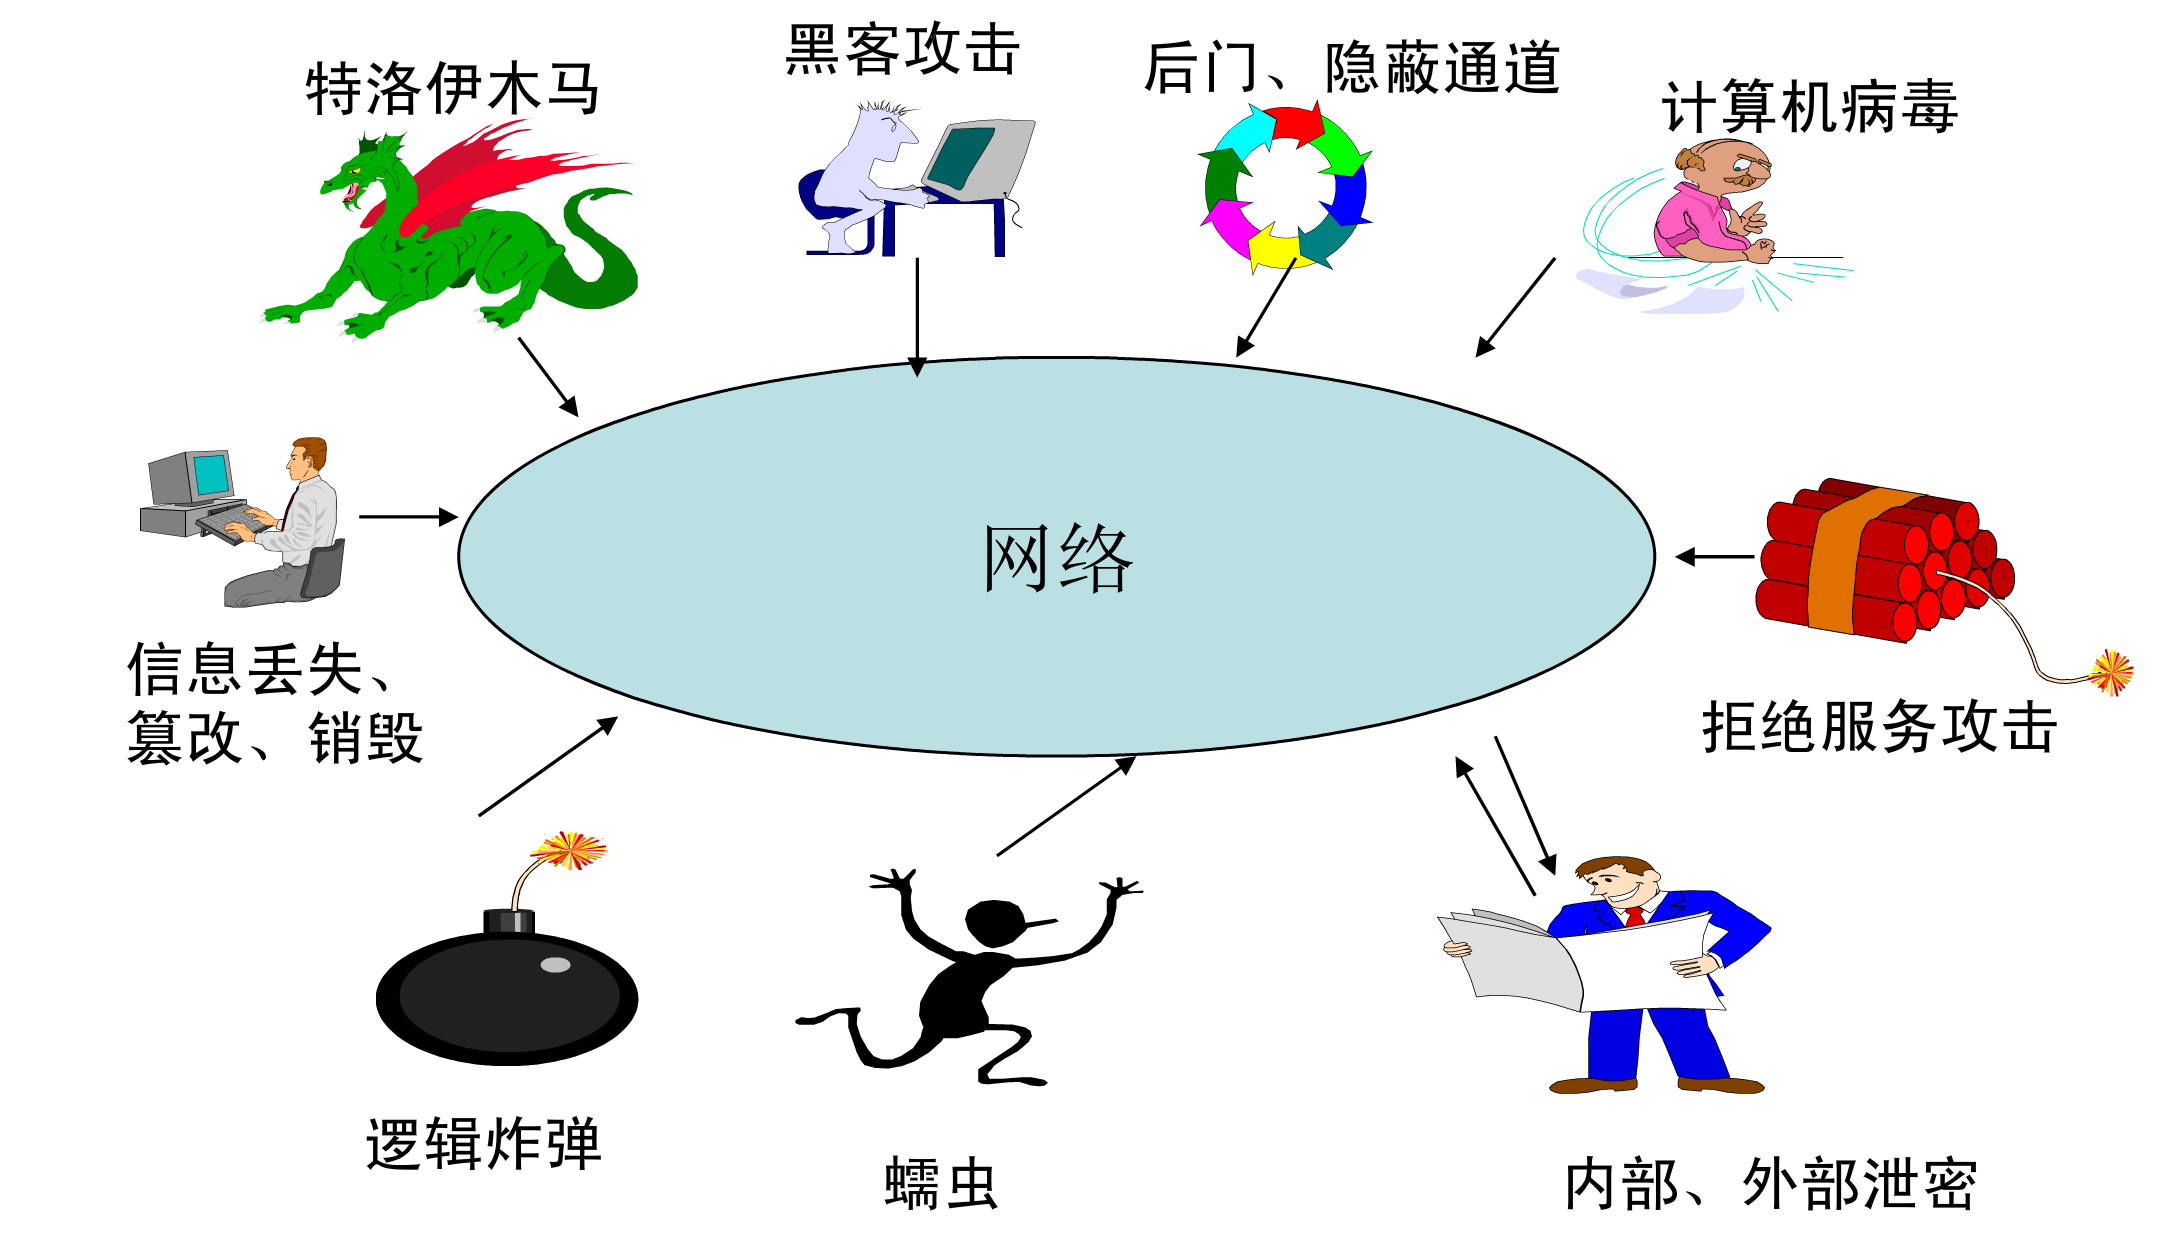 黑客攻击
后门、隐蔽通道
特洛伊木马
计算机病毒
网络
信息丢失、
篡改、销毁
拒绝服务攻击
逻辑炸弹
蠕虫
内部、外部泄密